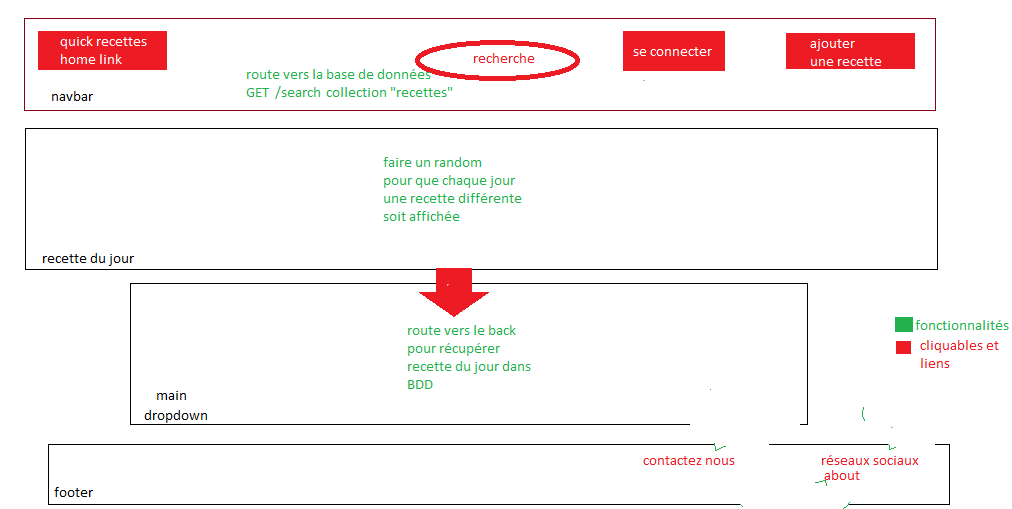 quick recettes
home link
recherche
se connecter
ajouter
une recette
route vers la base de données
GET /search collection "recettes"
navbar
faire un random
pour que chaque jour
une recette différente
soit affichée
recette du jour
route vers le back
pour récupérer
recette du jour dans
BDD
main
dropdown
fonctionnalités
cliquables et
liens
contactez nous
réseaux sociaux
about
footer